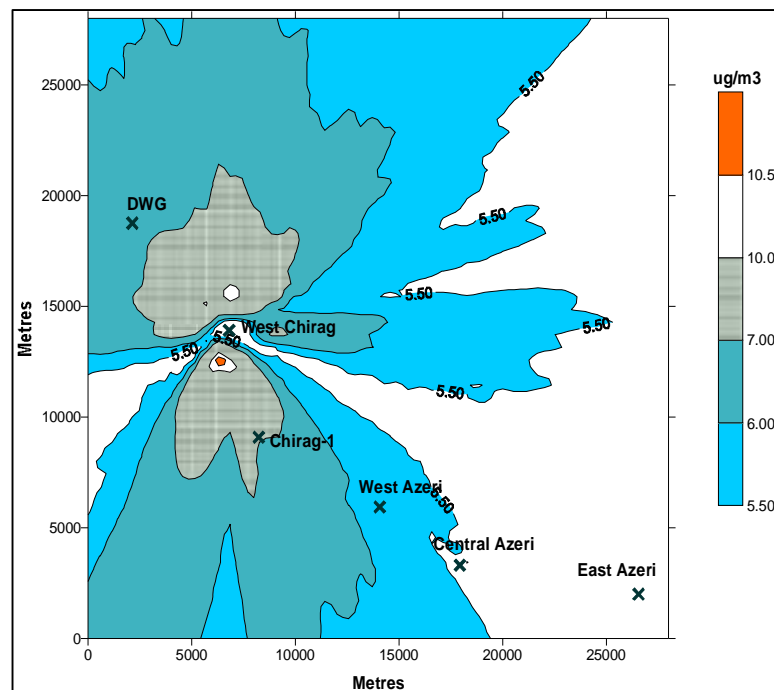 ug/m3
10.5
10.0
7.00
6.00
5.50
25000
20000
15000
10000
5000
0
Metres
0
5000
10000
15000
20000
25000
Metres
DWG
West Chirag
Chirag-1
West Azeri
Central Azeri
East Azeri
5.50
5.50
5.50
5.50
5.50
5.50
5.50
5.50